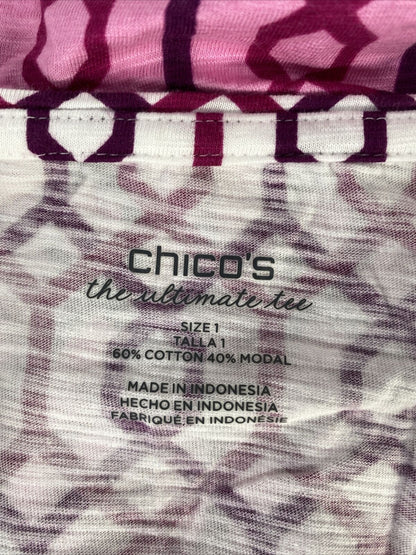 chico's
the ultimate tee
SIZE 1
TALLA 1
60% COTTON 40% MODAL
MADE IN INDONESIA
HECHO EN INDONESIA
FABRIQUÉ EN INDONÉSIE